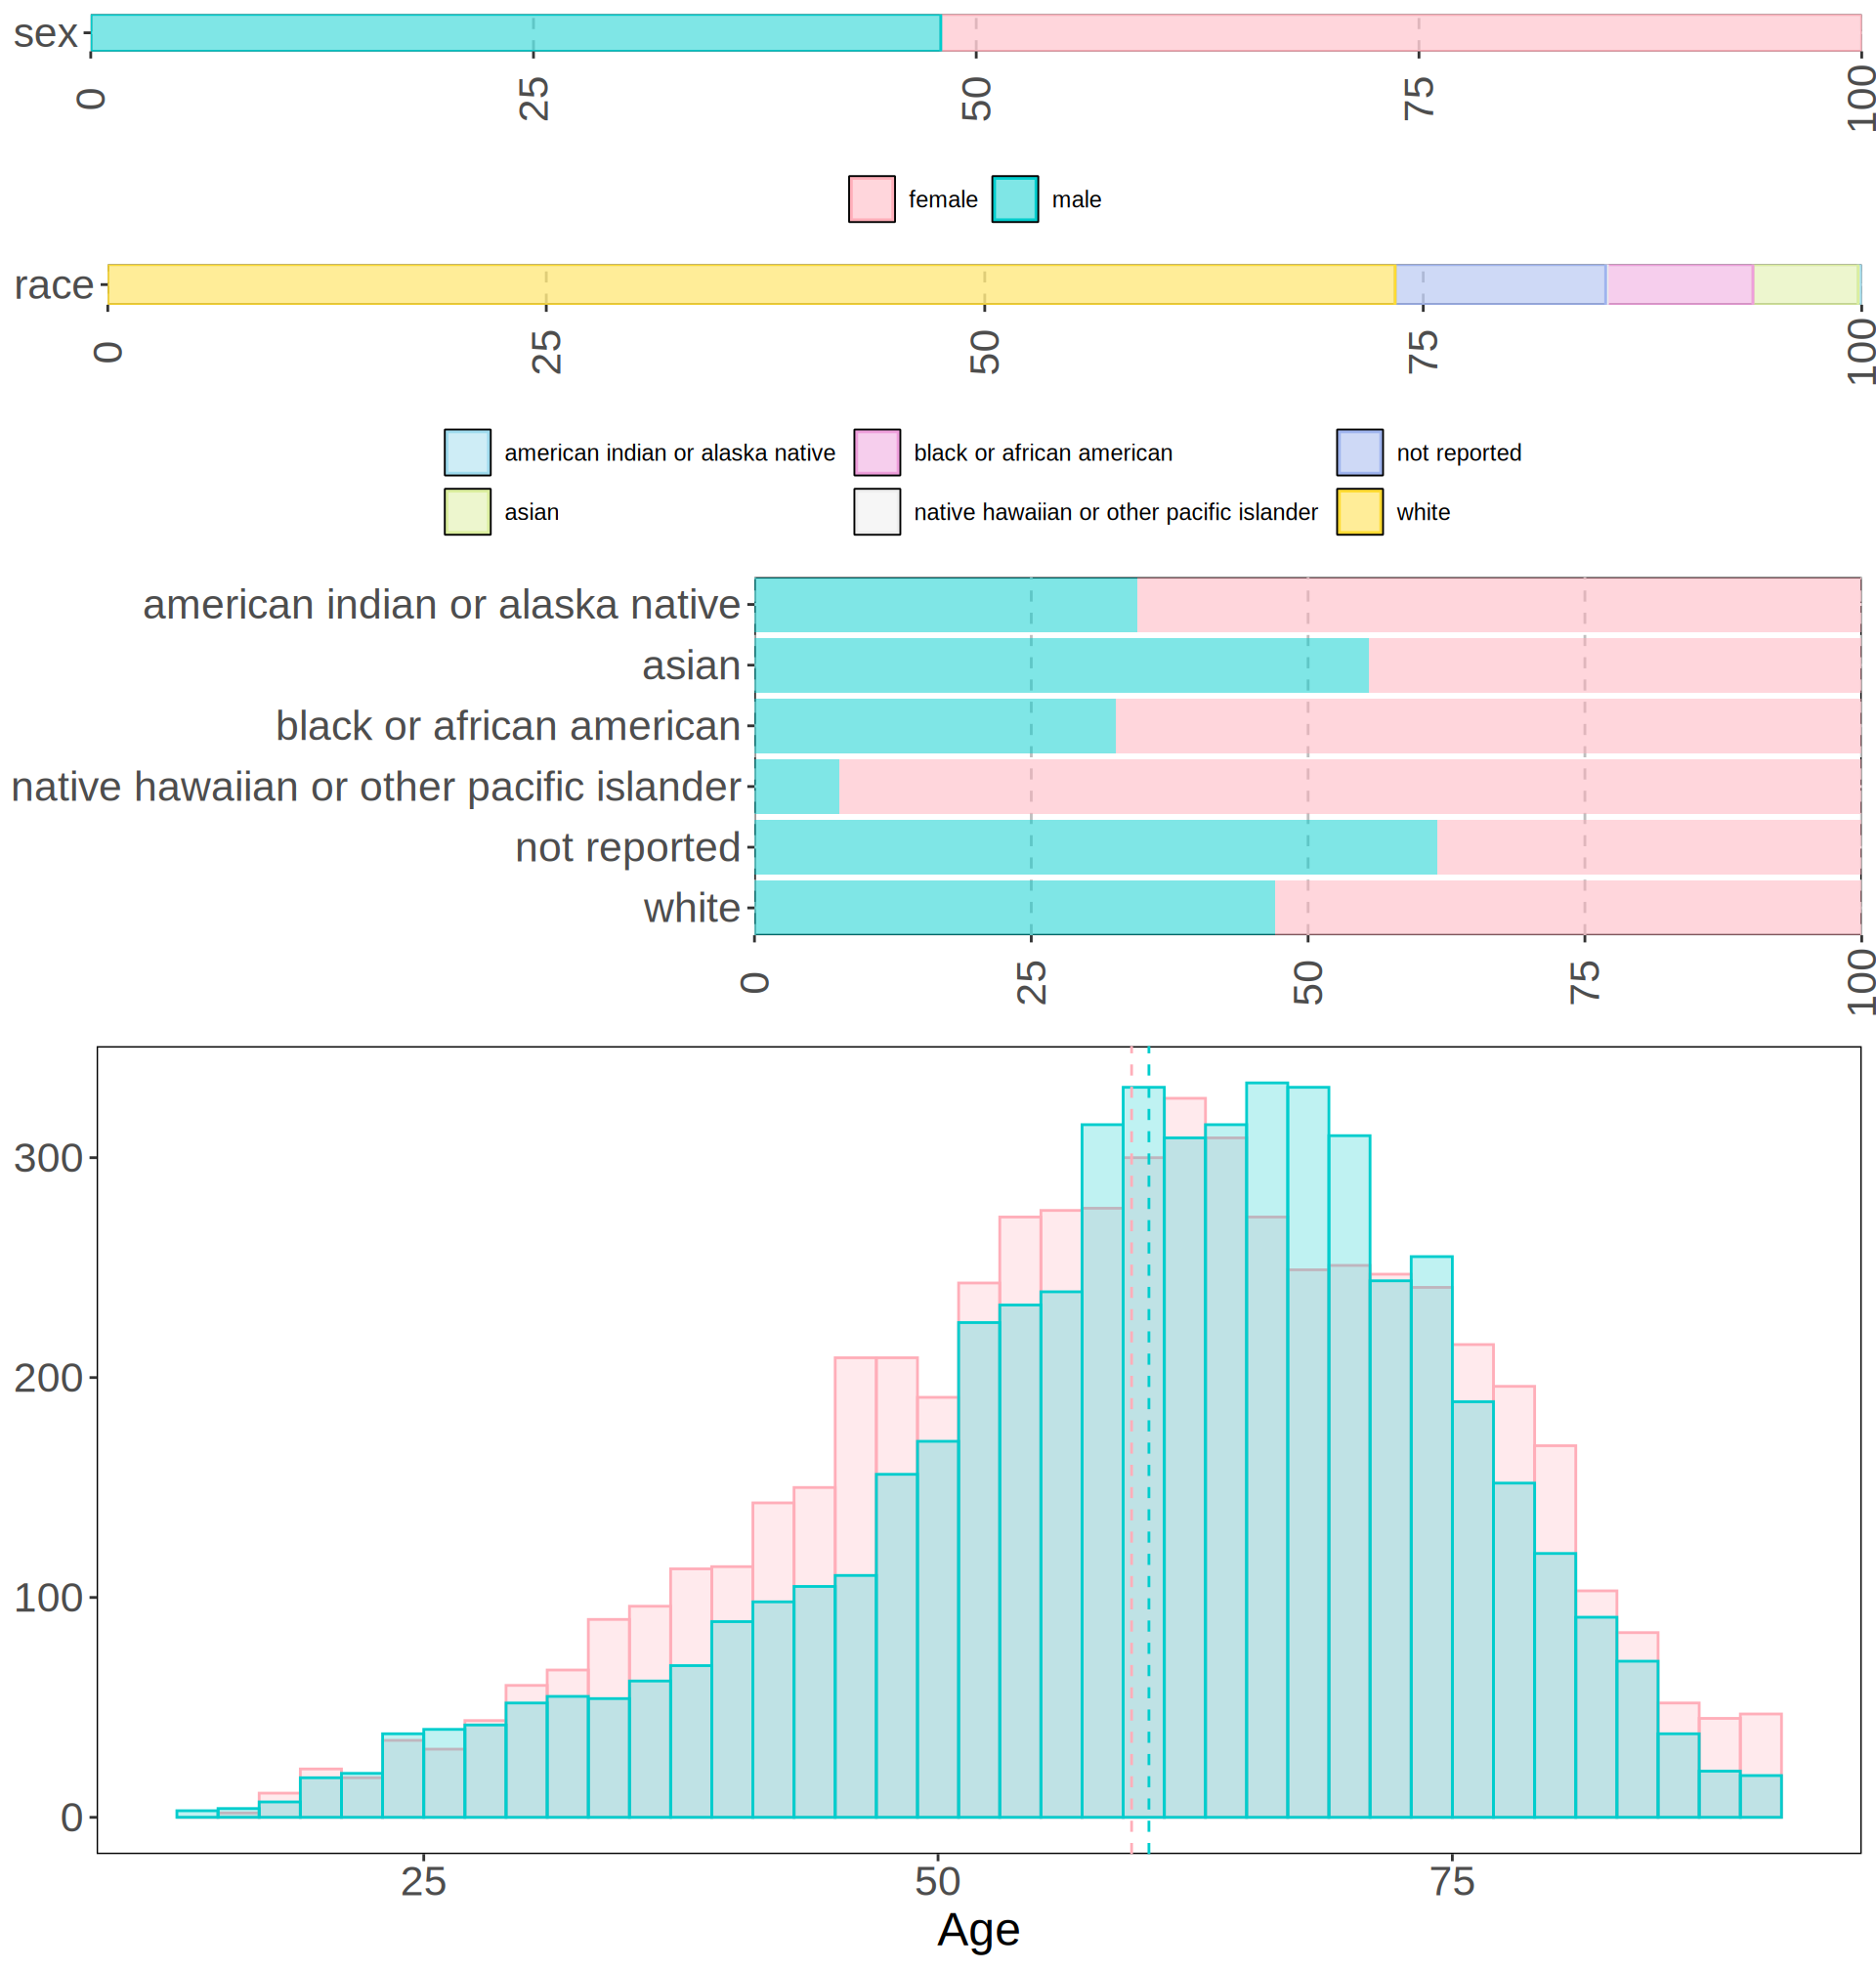 sex
0 25 50 75 100
female male
race
0 25 50 75 100
american indian or alaska native black or african american not reported
asian native hawaiian or other pacific islander white
american indian or alaska native
asian
black or african american
native hawaiian or other pacific islander
not reported
white
0 25 50 75 100
300
200
100
0
25 50 75
Age